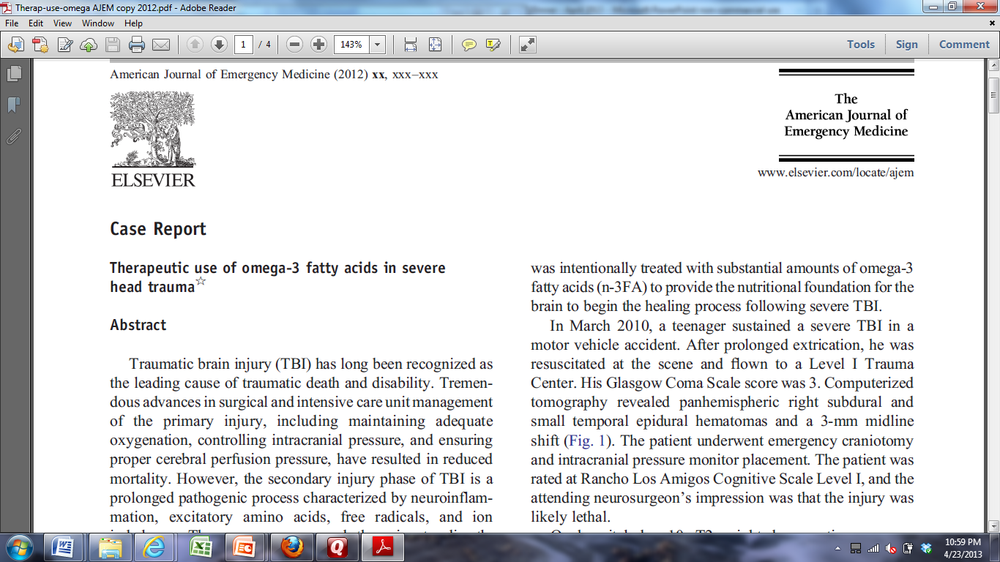 Therap-use-omega AJEM copy 2012.pdf - Adobe Reader
File Edit View Window Help
1 / 4 143% Tools Sign Comment
American Journal of Emergency Medicine (2012) xx, xxx–xxx
ELSEVIER
The
American Journal of
Emergency Medicine
www.elsevier.com/locate/ajem
Case Report
Therapeutic use of omega-3 fatty acids in severe
head trauma☆
Abstract
Traumatic brain injury (TBI) has long been recognized as
the leading cause of traumatic death and disability. Tremen-
dous advances in surgical and intensive care unit management
of the primary injury, including maintaining adequate
oxygenation, controlling intracranial pressure, and ensuring
proper cerebral perfusion pressure, have resulted in reduced
mortality. However, the secondary injury phase of TBI is a
prolonged pathogenic process characterized by neuroinflam-
mation, excitatory amino acids, free radicals, and ion
was intentionally treated with substantial amounts of omega-3
fatty acids (n-3FA) to provide the nutritional foundation for the
brain to begin the healing process following severe TBI.
In March 2010, a teenager sustained a severe TBI in a
motor vehicle accident. After prolonged extrication, he was
resuscitated at the scene and flown to a Level I Trauma
Center. His Glasgow Coma Scale score was 3. Computerized
tomography revealed panhemispheric right subdural and
small temporal epidural hematomas and a 3-mm midline
shift (Fig. 1). The patient underwent emergency craniotomy
and intracranial pressure monitor placement. The patient was
rated at Rancho Los Amigos Cognitive Scale Level I, and the
attending neurosurgeon's impression was that the injury was
likely lethal.
10:59 PM
4/23/2013